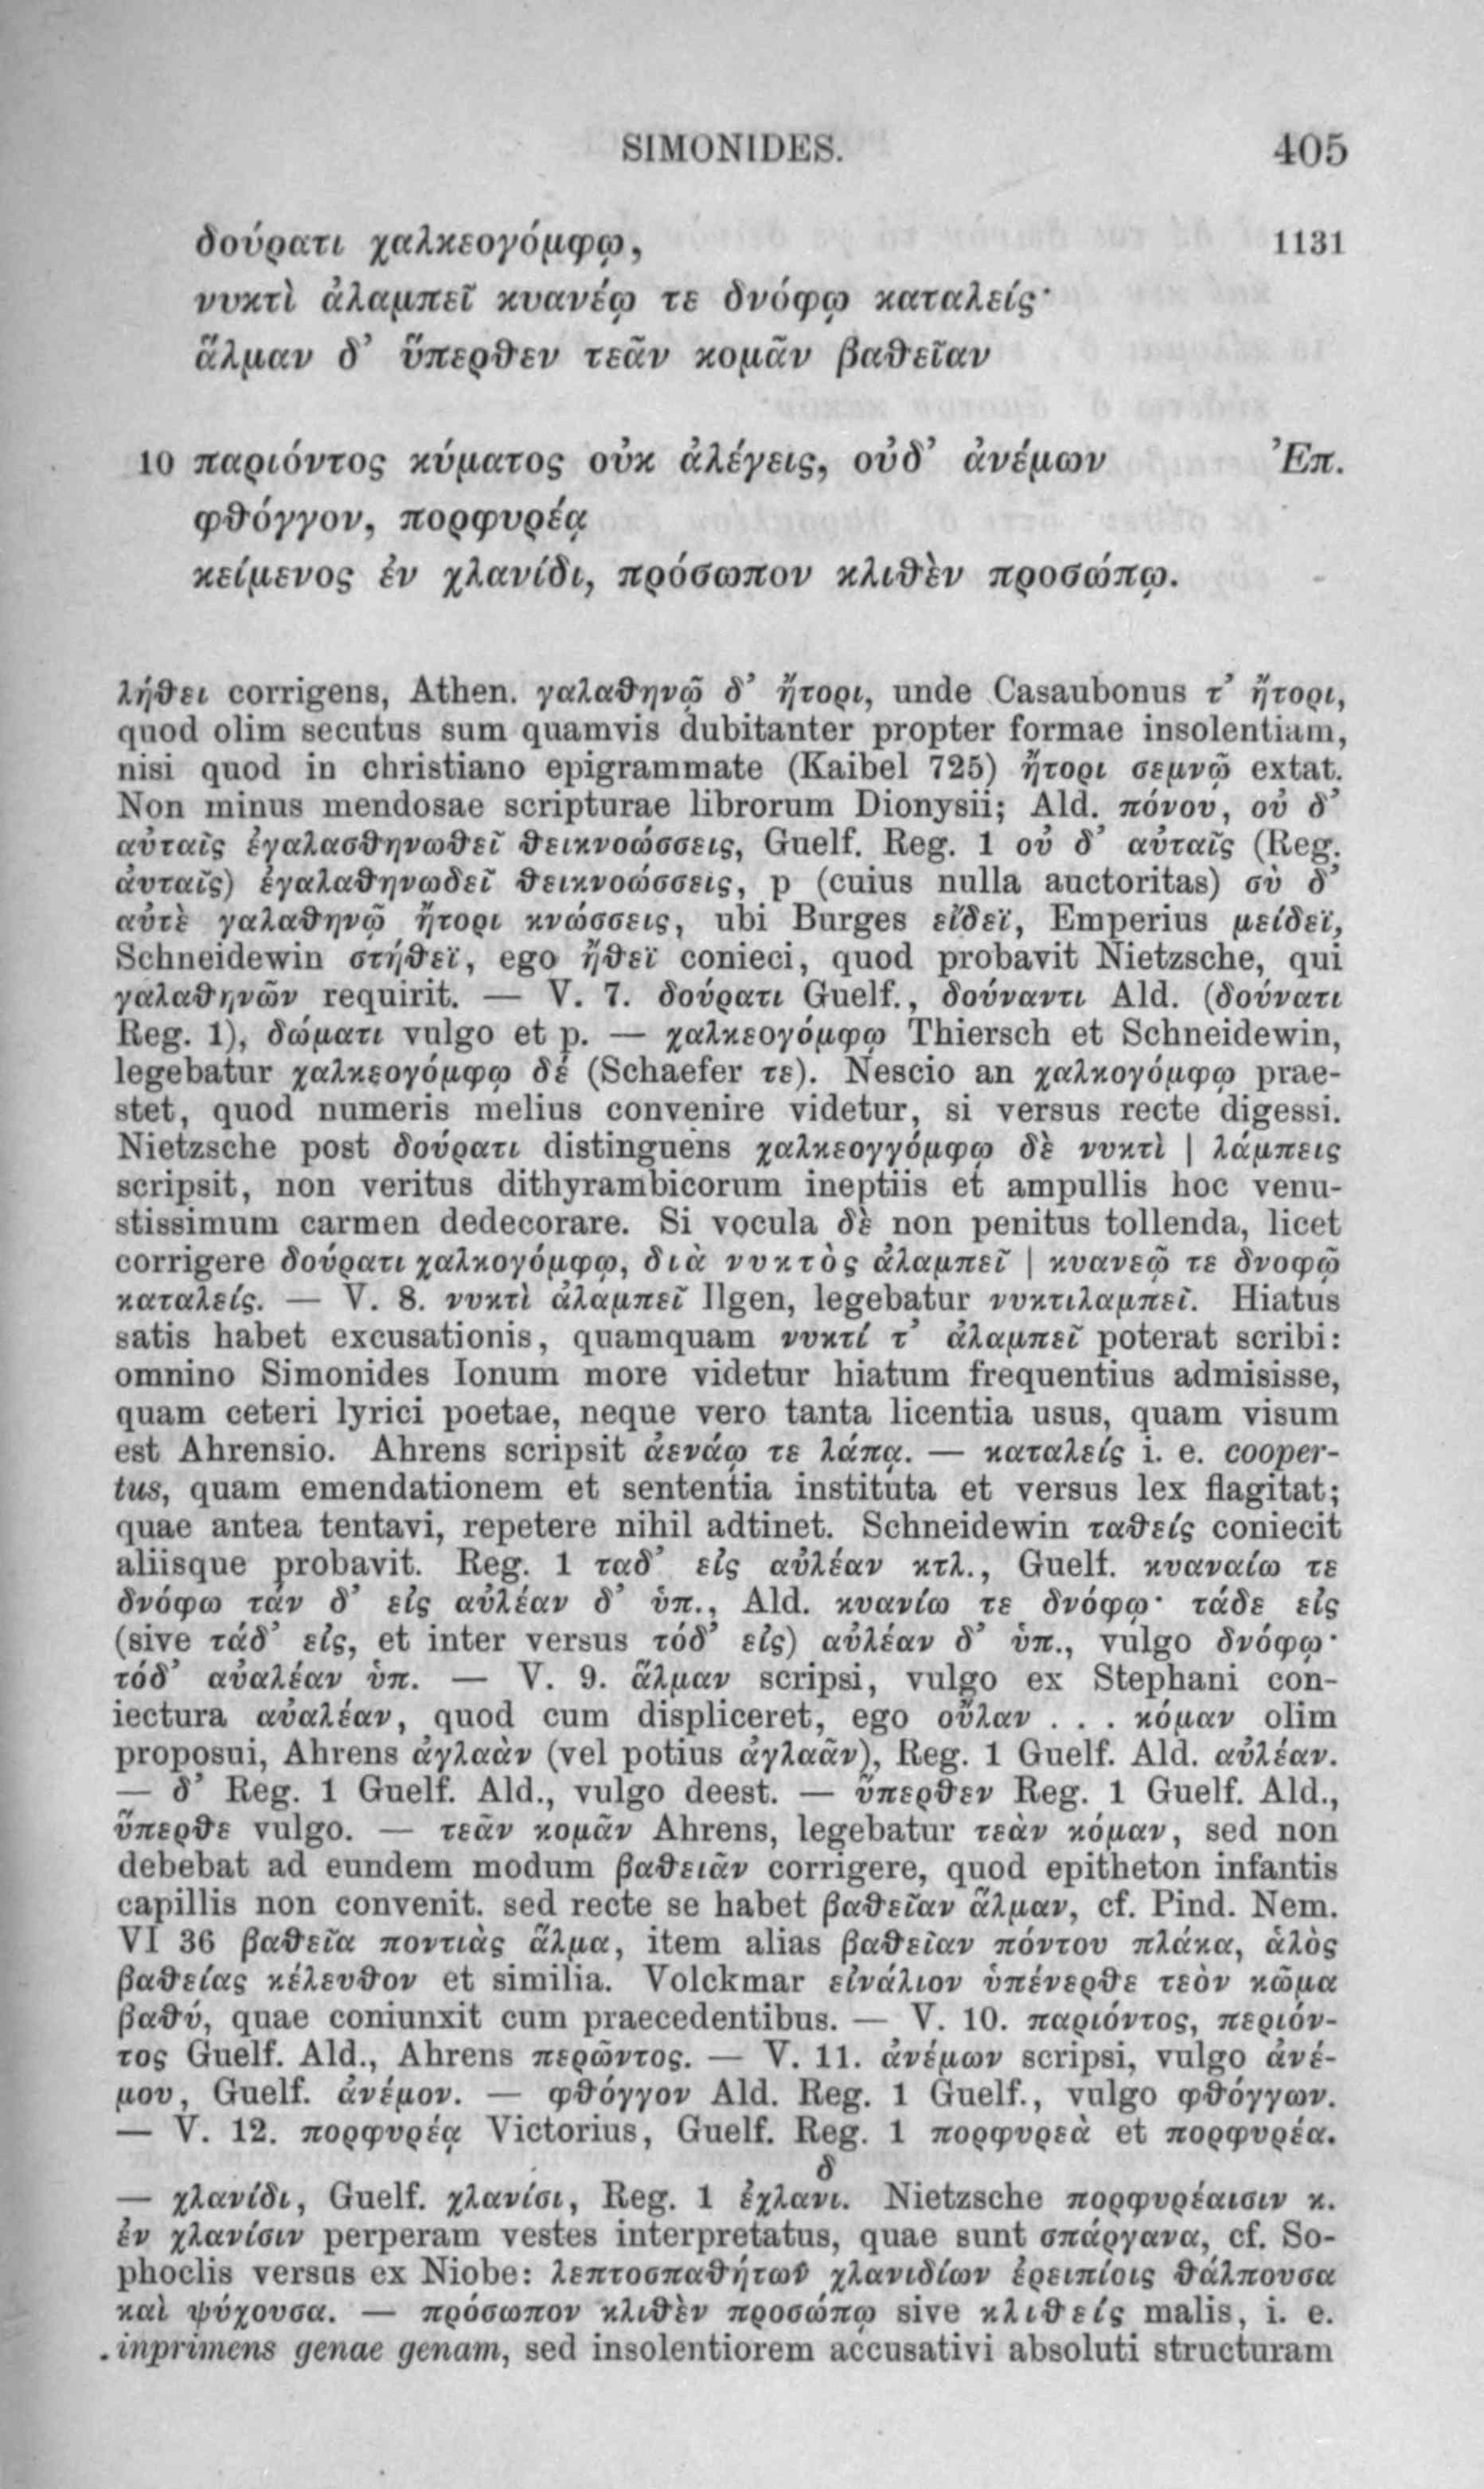 SIMONIDES. 405
δούρατι χαλκεογόμφῳ, 1131
νυκτὶ ἀλαμπεῖ κυανέῳ τε δνόφῳ καταλείς·
ἅλμαν δ’ ὕπερθεν τεᾶν κομᾶν βαθεῖαν
10 παριόντος κύματος οὐκ ἀλέγεις, οὐδ’ ἀνέμων Ἐπ.
φθόγγον, πορφυρέᾳ
κείμενος ἐν χλανίδι, πρόσωπον κλιθὲν προσώπῳ.
λήθει corrigens, Athen. γαλαθηνῷ δ’ ἤτορι, unde Casaubonus τ’ ἤτορι,
quod olim secutus sum quamvis dubitanter propter formae insolentiam,
nisi quod in christiano epigrammate (Kaibel 725) ἤτορι σεμνῷ extat.
Non minus mendosae scripturae librorum Dionysii; Ald. πόνου, οὐ δ’
αὐταῖς ἐγαλασθηνωθεῖ θεικνοώσσεις, Guelf. Reg. 1 οὐ δ’ αὐταῖς (Reg.
ἀυταῖς) ἐγαλαθηνωδεῖ θεικνοώσσεις, p (cuius nulla auctoritas) σὺ δ’
αὐτὲ γαλαθηνῷ ἤτορι κνώσσεις, ubi Burges εἴδεϊ, Emperius μείδεϊ,
Schneidewin στήθεϊ, ego ἤθεϊ conieci, quod probavit Nietzsche, qui
γαλαθηνῶν requirit. — V. 7. δούρατι Guelf., δούναντι Ald. (δούνατι
Reg. 1), δώματι vulgo et p. — χαλκεογόμφῳ Thiersch et Schneidewin,
legebatur χαλκεογόμφῳ δέ (Schaefer τε). Nescio an χαλκογόμφῳ prae-
stet, quod numeris melius convenire videtur, si versus recte digessi.
Nietzsche post δούρατι distinguens χαλκεογγόμφῳ δὲ νυκτὶ | λάμπεις
scripsit, non veritus dithyrambicorum ineptiis et ampullis hoc venu-
stissimum carmen dedecorare. Si vocula δὲ non penitus tollenda, licet
corrigere δούρατι χαλκογόμφῳ, διὰ νυκτὸς ἀλαμπεῖ | κυανεῷ τε δνοφῷ
καταλείς. — V. 8. νυκτὶ ἀλαμπεῖ Ilgen, legebatur νυκτιλαμπεῖ. Hiatus
satis habet excusationis, quamquam νυκτί τ’ ἀλαμπεῖ poterat scribi:
omnino Simonides Ionum more videtur hiatum frequentius admisisse,
quam ceteri lyrici poetae, neque vero tanta licentia usus, quam visum
est Ahrensio. Ahrens scripsit ἀενάῳ τε λάπᾳ. — καταλείς i. e. cooper-
tus, quam emendationem et sententia instituta et versus lex flagitat;
quae antea tentavi, repetere nihil adtinet. Schneidewin ταθείς coniecit
aliisque probavit. Reg. 1 ταδ’ εἰς αὐλέαν κτλ., Guelf. κυαναίω τε
δνόφω τάν δ’ εἰς αὐλέαν δ’ ὑπ., Ald. κυανίω τε δνόφῳ· τάδε εἰς
(sive τάδ’ εἰς, et inter versus τόδ’ εἰς) αὐλέαν δ’ ὑπ., vulgo δνόφῳ·
τόδ’ αὐαλέαν ὑπ. — V. 9. ἅλμαν scripsi, vulgo ex Stephani con-
iectura αὐαλέαν, quod cum displiceret, ego οὖλαν . . . κόμαν olim
proposui, Ahrens ἀγλαὰν (vel potius ἀγλαᾶν), Reg. 1 Guelf. Ald. αὐλέαν.
— δ’ Reg. 1 Guelf. Ald., vulgo deest. — ὕπερθεν Reg. 1 Guelf. Ald.,
ὕπερθε vulgo. — τεᾶν κομᾶν Ahrens, legebatur τεὰν κόμαν, sed non
debebat ad eundem modum βαθειᾶν corrigere, quod epitheton infantis
capillis non convenit. sed recte se habet βαθεῖαν ἅλμαν, cf. Pind. Nem.
VI 36 βαθεῖα ποντιὰς ἅλμα, item alias βαθεῖαν πόντου πλάκα, ἁλὸς
βαθείας κέλευθον et similia. Volckmar εἰνάλιον ὑπένερθε τεὸν κῶμα
βαθύ, quae coniunxit cum praecedentibus. — V. 10. παριόντος, περιόν-
τος Guelf. Ald., Ahrens περῶντος. — V. 11. ἀνέμων scripsi, vulgo ἀνέ-
μου, Guelf. ἀνέμον. — φθόγγον Ald. Reg. 1 Guelf., vulgo φθόγγων.
— V. 12. πορφυρέᾳ Victorius, Guelf. Reg. 1 πορφυρεὰ et πορφυρέα.
δ
— χλανίδι, Guelf. χλανίσι, Reg. 1 ἐχλανι. Nietzsche πορφυρέαισιν κ.
ἐν χλανίσιν perperam vestes interpretatus, quae sunt σπάργανα, cf. So-
phoclis versus ex Niobe: λεπτοσπαθήτων χλανιδίων ἐρειπίοις θάλπουσα
καὶ ψύχουσα. — πρόσωπον κλιθὲν προσώπῳ sive κλιθείς malis, i. e.
inprimens genae genam, sed insolentiorem accusativi absoluti structuram